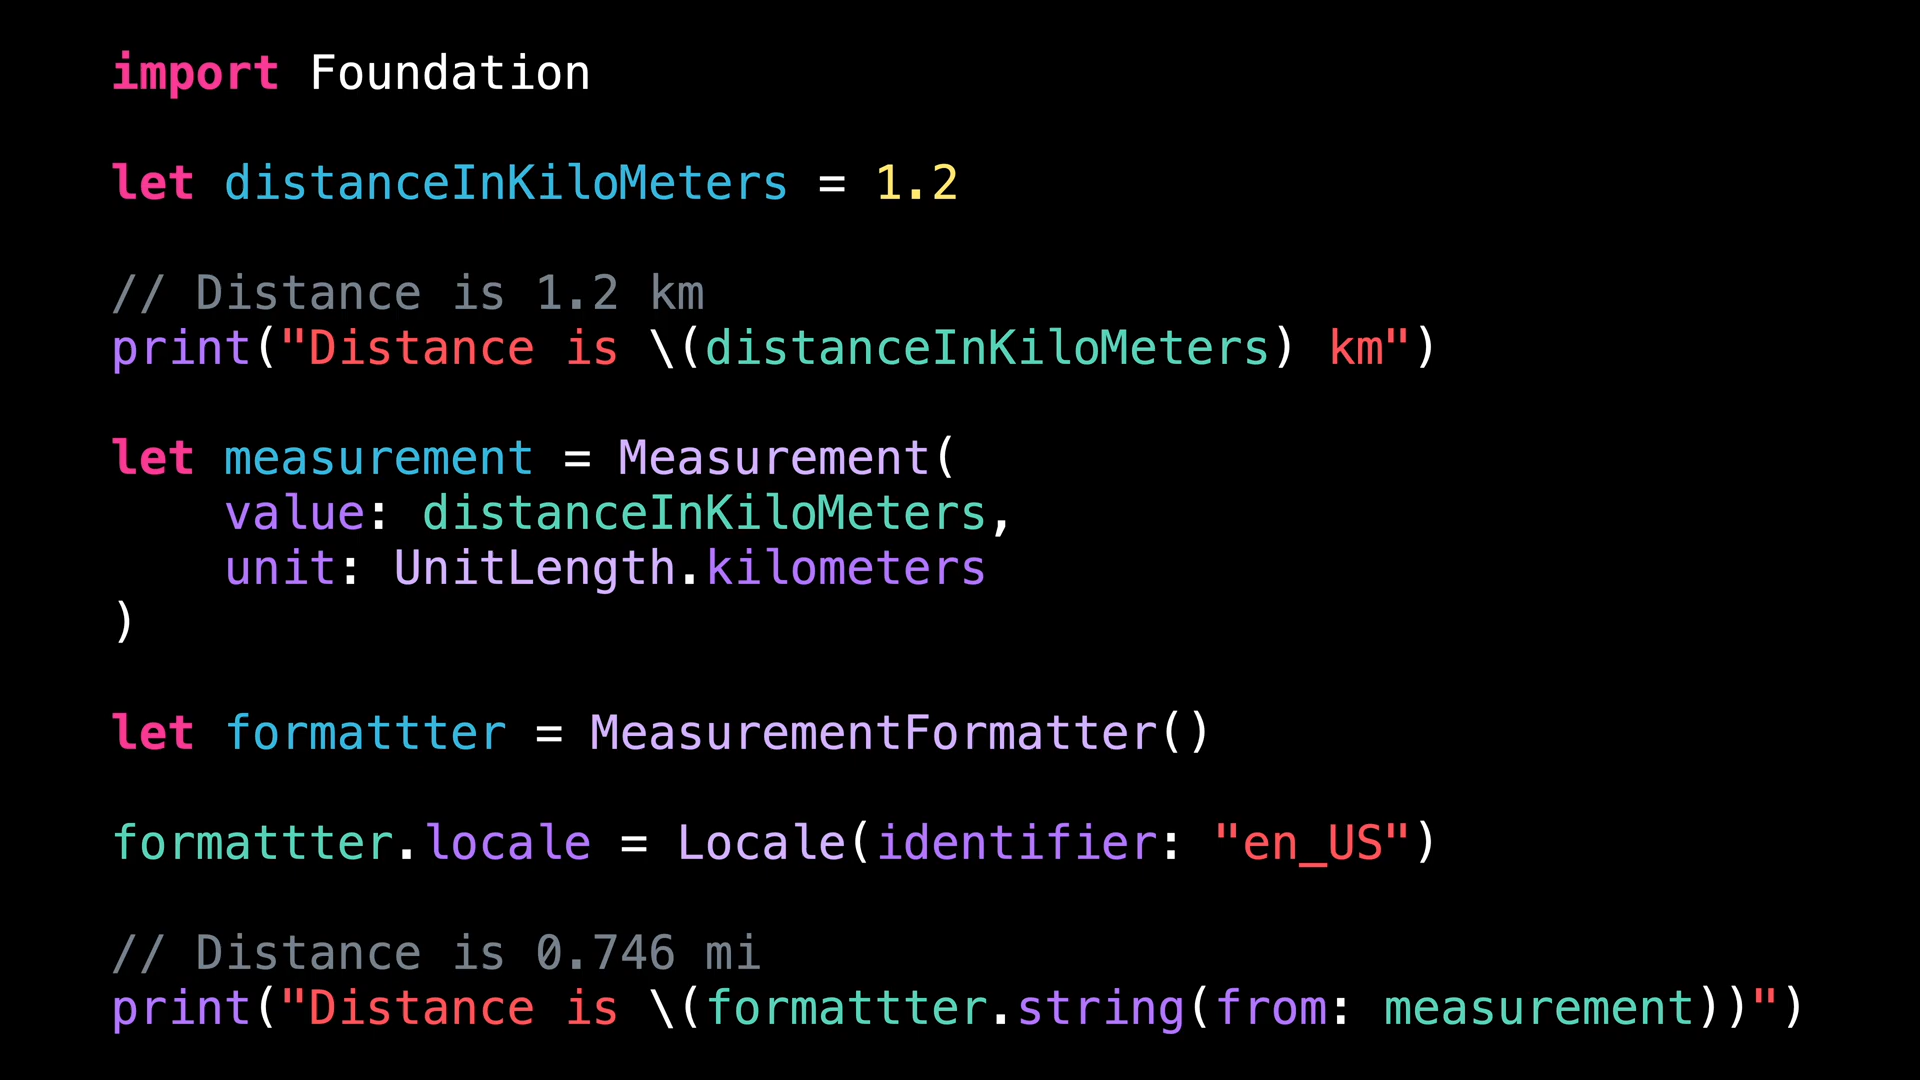 import Foundation
let distanceInKiloMeters = 1.2
// Distance is 1.2 km
print("Distance is \(distanceInKiloMeters) km")
let measurement = Measurement(
    value: distanceInKiloMeters,
    unit: UnitLength.kilometers
)
let formattter = MeasurementFormatter()
formattter.locale = Locale(identifier: "en_US")
// Distance is 0.746 mi
print("Distance is \(formattter.string(from: measurement))")